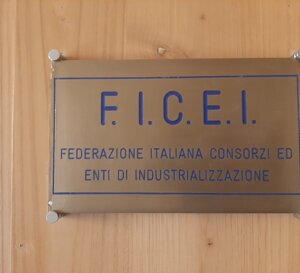 F. I. C. E. I.
FEDERAZIONE ITALIANA CONSORZI ED
ENTI DI INDUSTRIALIZZAZIONE